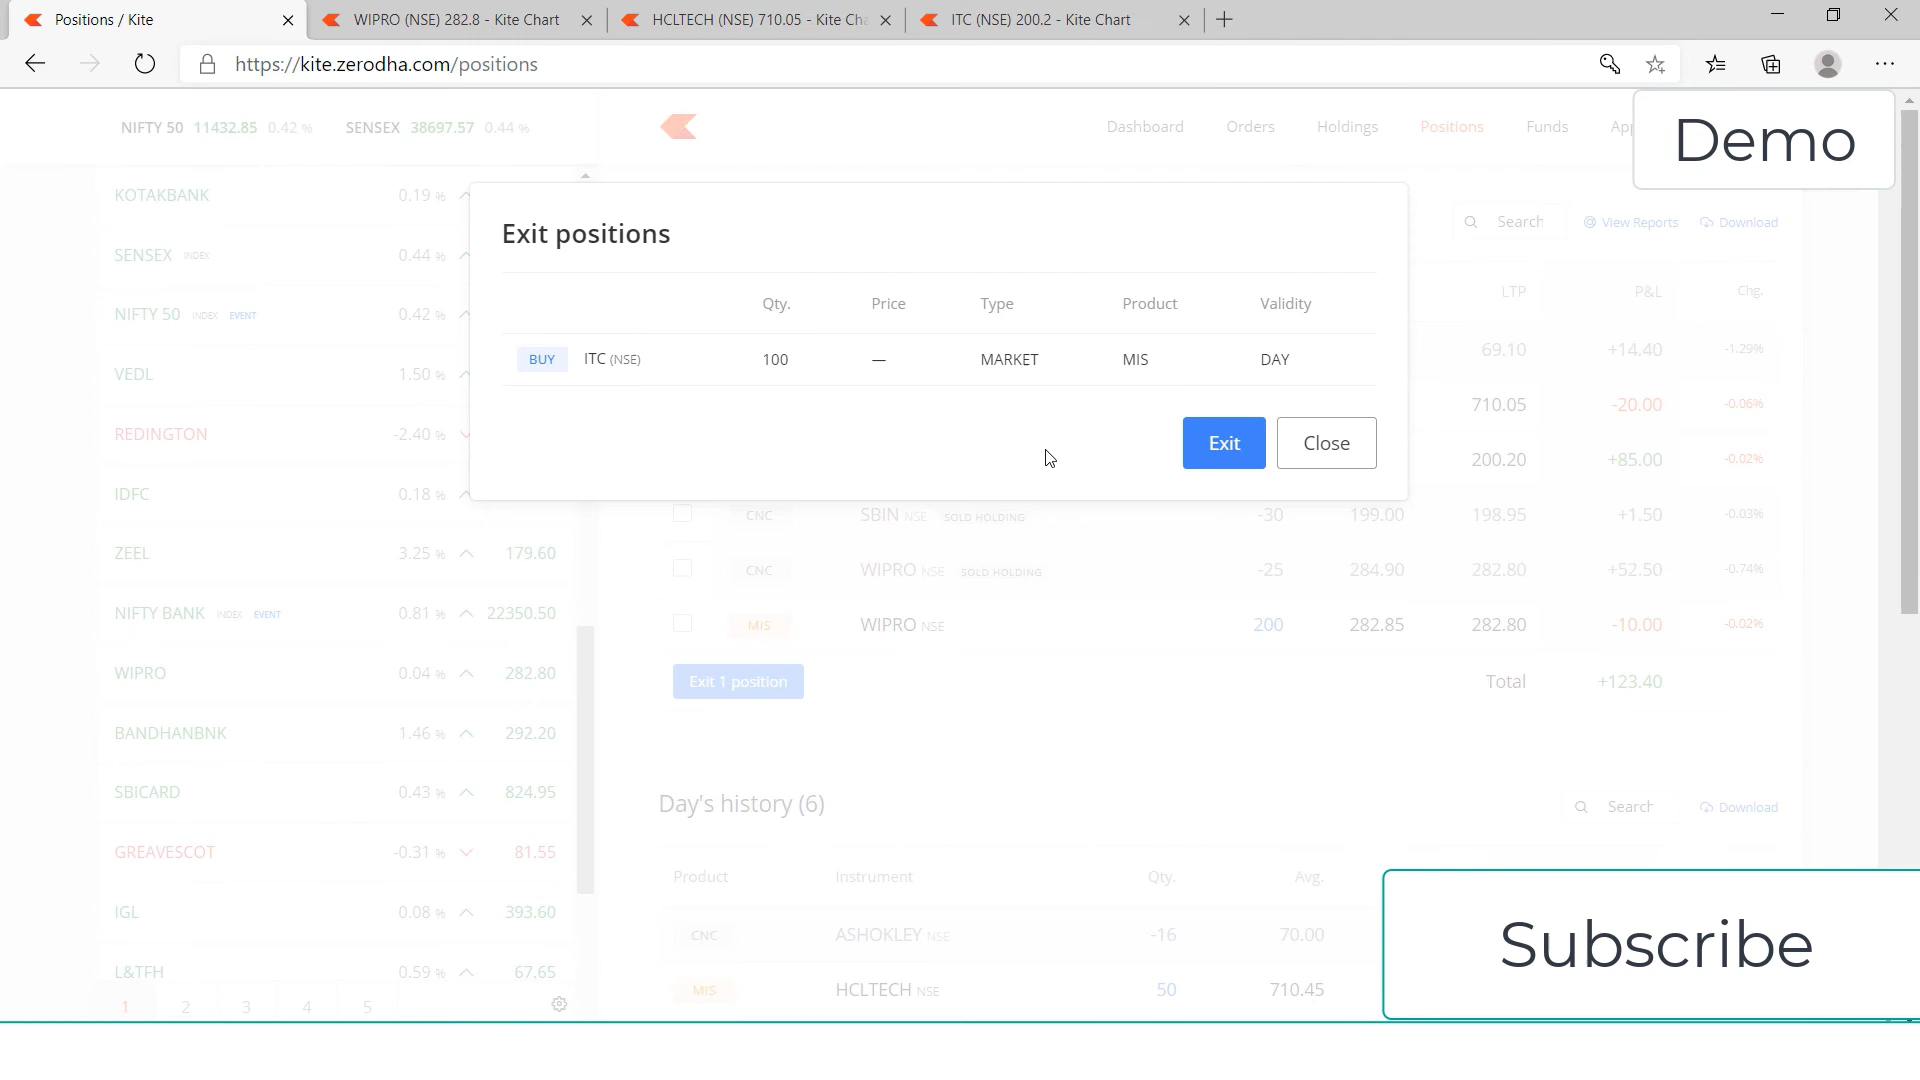 Positions / Kite
WIPRO (NSE) 282.8 - Kite Chart
HCLTECH (NSE) 710.05 - Kite Cha
ITC (NSE) 200.2 - Kite Chart
https://kite.zerodha.com/positions
NIFTY 50 11432.85 0.42 %
SENSEX 38697.57 0.44 %
Dashboard Orders Holdings Positions Funds App
Demo
KOTAKBANK 0.19 %
SENSEX INDEX 0.44 %
NIFTY 50 INDEX EVENT 0.42 %
VEDL 1.50 %
REDINGTON -2.40 %
IDFC 0.18 %
ZEEL 3.25 % 179.60
NIFTY BANK INDEX EVENT 0.81 % 22350.50
WIPRO 0.04 % 282.80
BANDHANBNK 1.46 % 292.20
SBICARD 0.43 % 824.95
GREAVESCOT -0.31 % 81.55
IGL 0.08 % 393.60
L&TFH 0.59 % 67.65
1 2 3 4 5
Exit positions
Qty. Price Type Product Validity
BUY ITC (NSE) 100 — MARKET MIS DAY
Exit Close
Search View Reports Download
LTP P&L Chg.
69.10 +14.40 -1.29%
710.05 -20.00 -0.06%
200.20 +85.00 -0.02%
CNC SBIN NSE SOLD HOLDING -30 199.00 198.95 +1.50 -0.03%
CNC WIPRO NSE SOLD HOLDING -25 284.90 282.80 +52.50 -0.74%
MIS WIPRO NSE 200 282.85 282.80 -10.00 -0.02%
Exit 1 position Total +123.40
Day's history (6) Search Download
Product Instrument Qty. Avg.
CNC ASHOKLEY NSE -16 70.00
MIS HCLTECH NSE 50 710.45
Subscribe